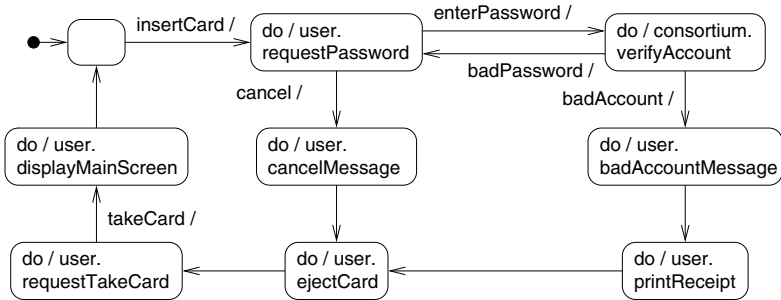 insertCard /
do / user.
requestPassword
enterPassword /
do / consortium.
verifyAccount
badPassword /
cancel /
badAccount /
do / user.
displayMainScreen
do / user.
cancelMessage
do / user.
badAccountMessage
takeCard /
do / user.
requestTakeCard
do / user.
ejectCard
do / user.
printReceipt